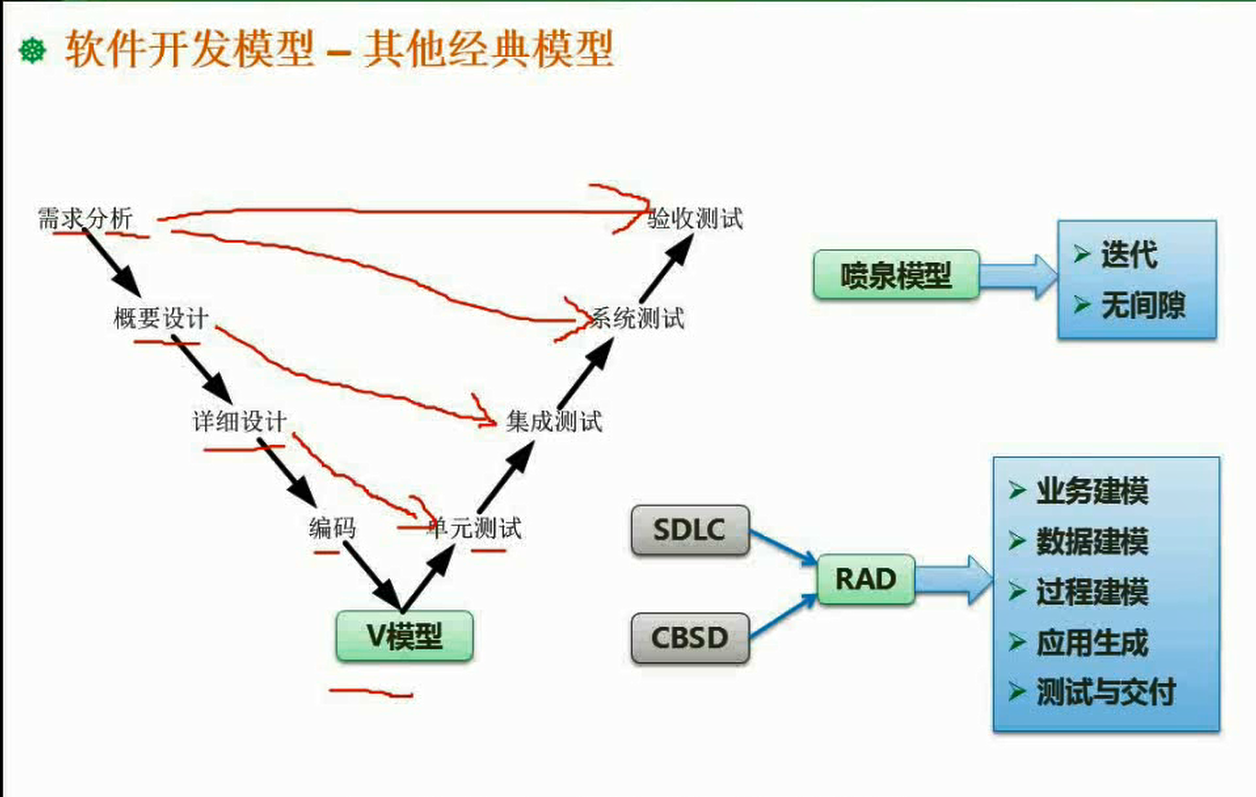 软件开发模型 – 其他经典模型
需求分析
验收测试
概要设计
系统测试
详细设计
集成测试
编码
单元测试
V模型
喷泉模型
迭代
无间隙
SDLC
CBSD
RAD
业务建模
数据建模
过程建模
应用生成
测试与交付